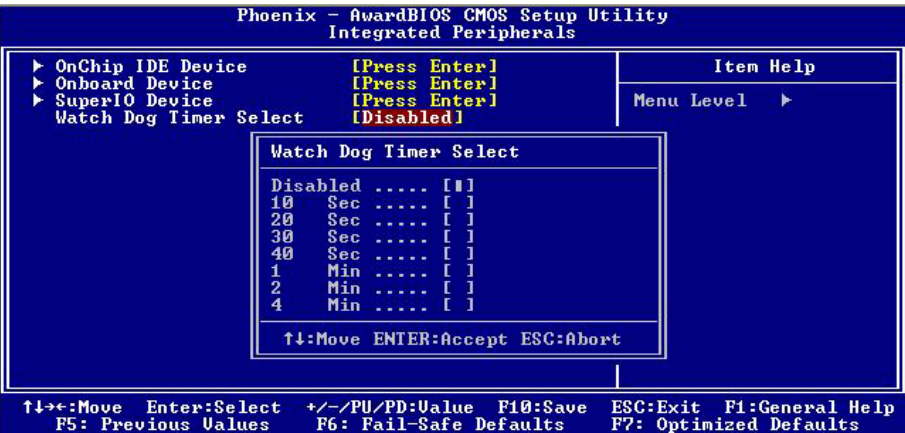 Phoenix - AwardBIOS CMOS Setup Utility
Integrated Peripherals
▶ OnChip IDE Device [Press Enter]
▶ Onboard Device [Press Enter]
▶ SuperIO Device [Press Enter]
Watch Dog Timer Select [Disabled]
Item Help
Menu Level ▶
Watch Dog Timer Select
Disabled ..... [▮]
10 Sec ..... [ ]
20 Sec ..... [ ]
30 Sec ..... [ ]
40 Sec ..... [ ]
1 Min ..... [ ]
2 Min ..... [ ]
4 Min ..... [ ]
↑↓:Move ENTER:Accept ESC:Abort
↑↓→←:Move Enter:Select +/-/PU/PD:Value F10:Save ESC:Exit F1:General Help
F5: Previous Values F6: Fail-Safe Defaults F7: Optimized Defaults